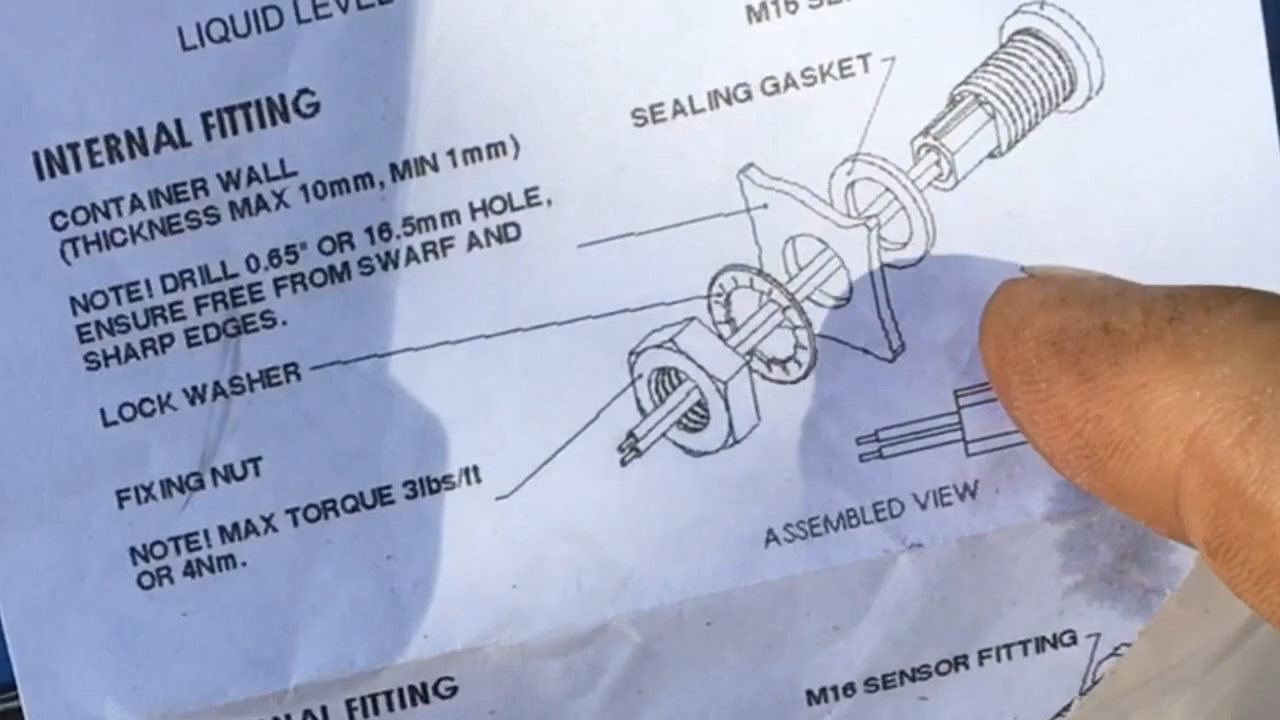 LIQUID LEVEL
M16
SEALING GASKET
INTERNAL FITTING
CONTAINER WALL
(THICKNESS MAX 10mm, MIN 1mm)
NOTE! DRILL 0.65" OR 16.5mm HOLE,
ENSURE FREE FROM SWARF AND
SHARP EDGES.
LOCK WASHER
FIXING NUT
NOTE! MAX TORQUE 3lbs/ft
OR 4Nm.
ASSEMBLED VIEW
M16 SENSOR FITTING
FITTING